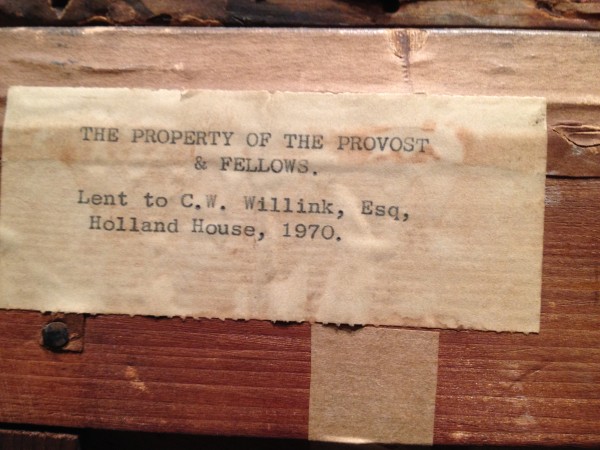 THE PROPERTY OF THE PROVOST
& FELLOWS.
Lent to C.W. Willink, Esq,
Holland House, 1970.